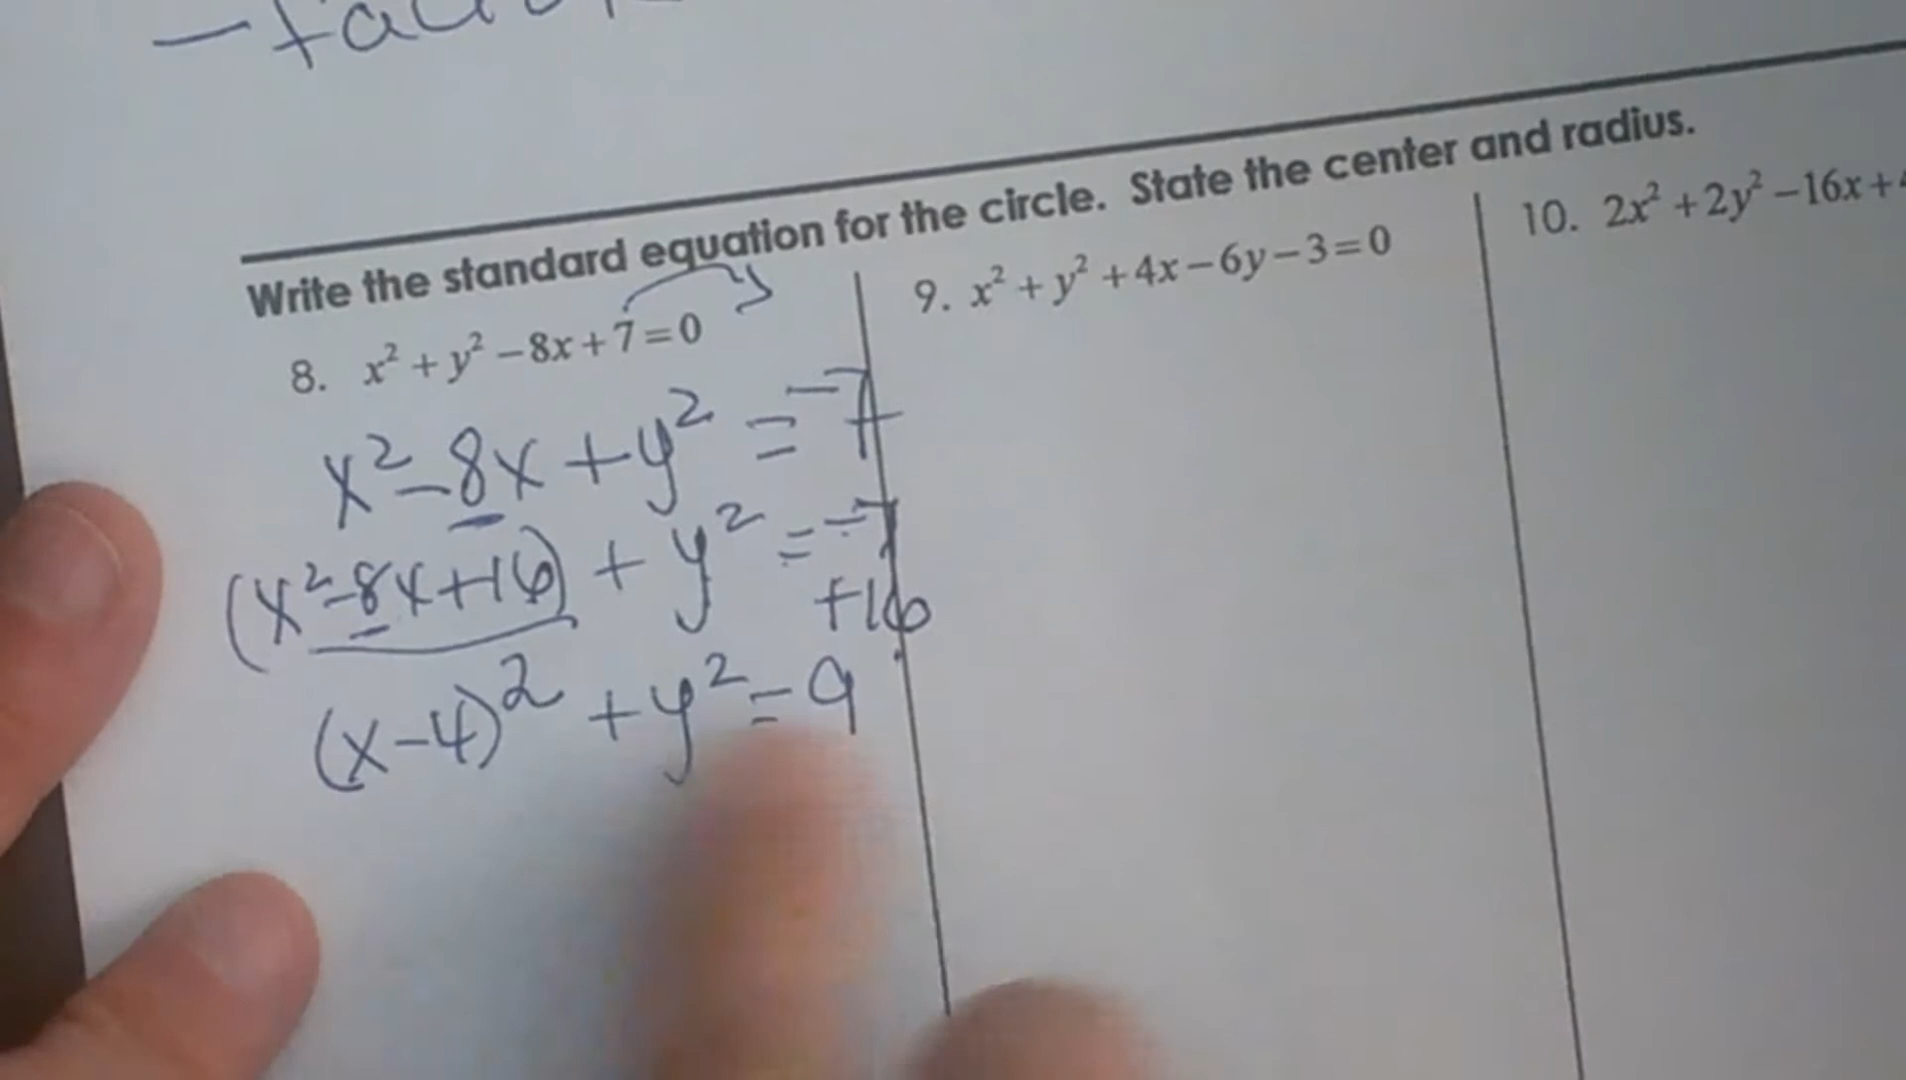 Write the standard equation for the circle. State the center and radius.
8. x² + y² − 8x + 7 = 0
x² − 8x + y² = −7
(x² − 8x + 16) + y² = −7
+16
(x − 4)² + y² = 9
9. x² + y² + 4x − 6y − 3 = 0
10. 2x² + 2y² − 16x +